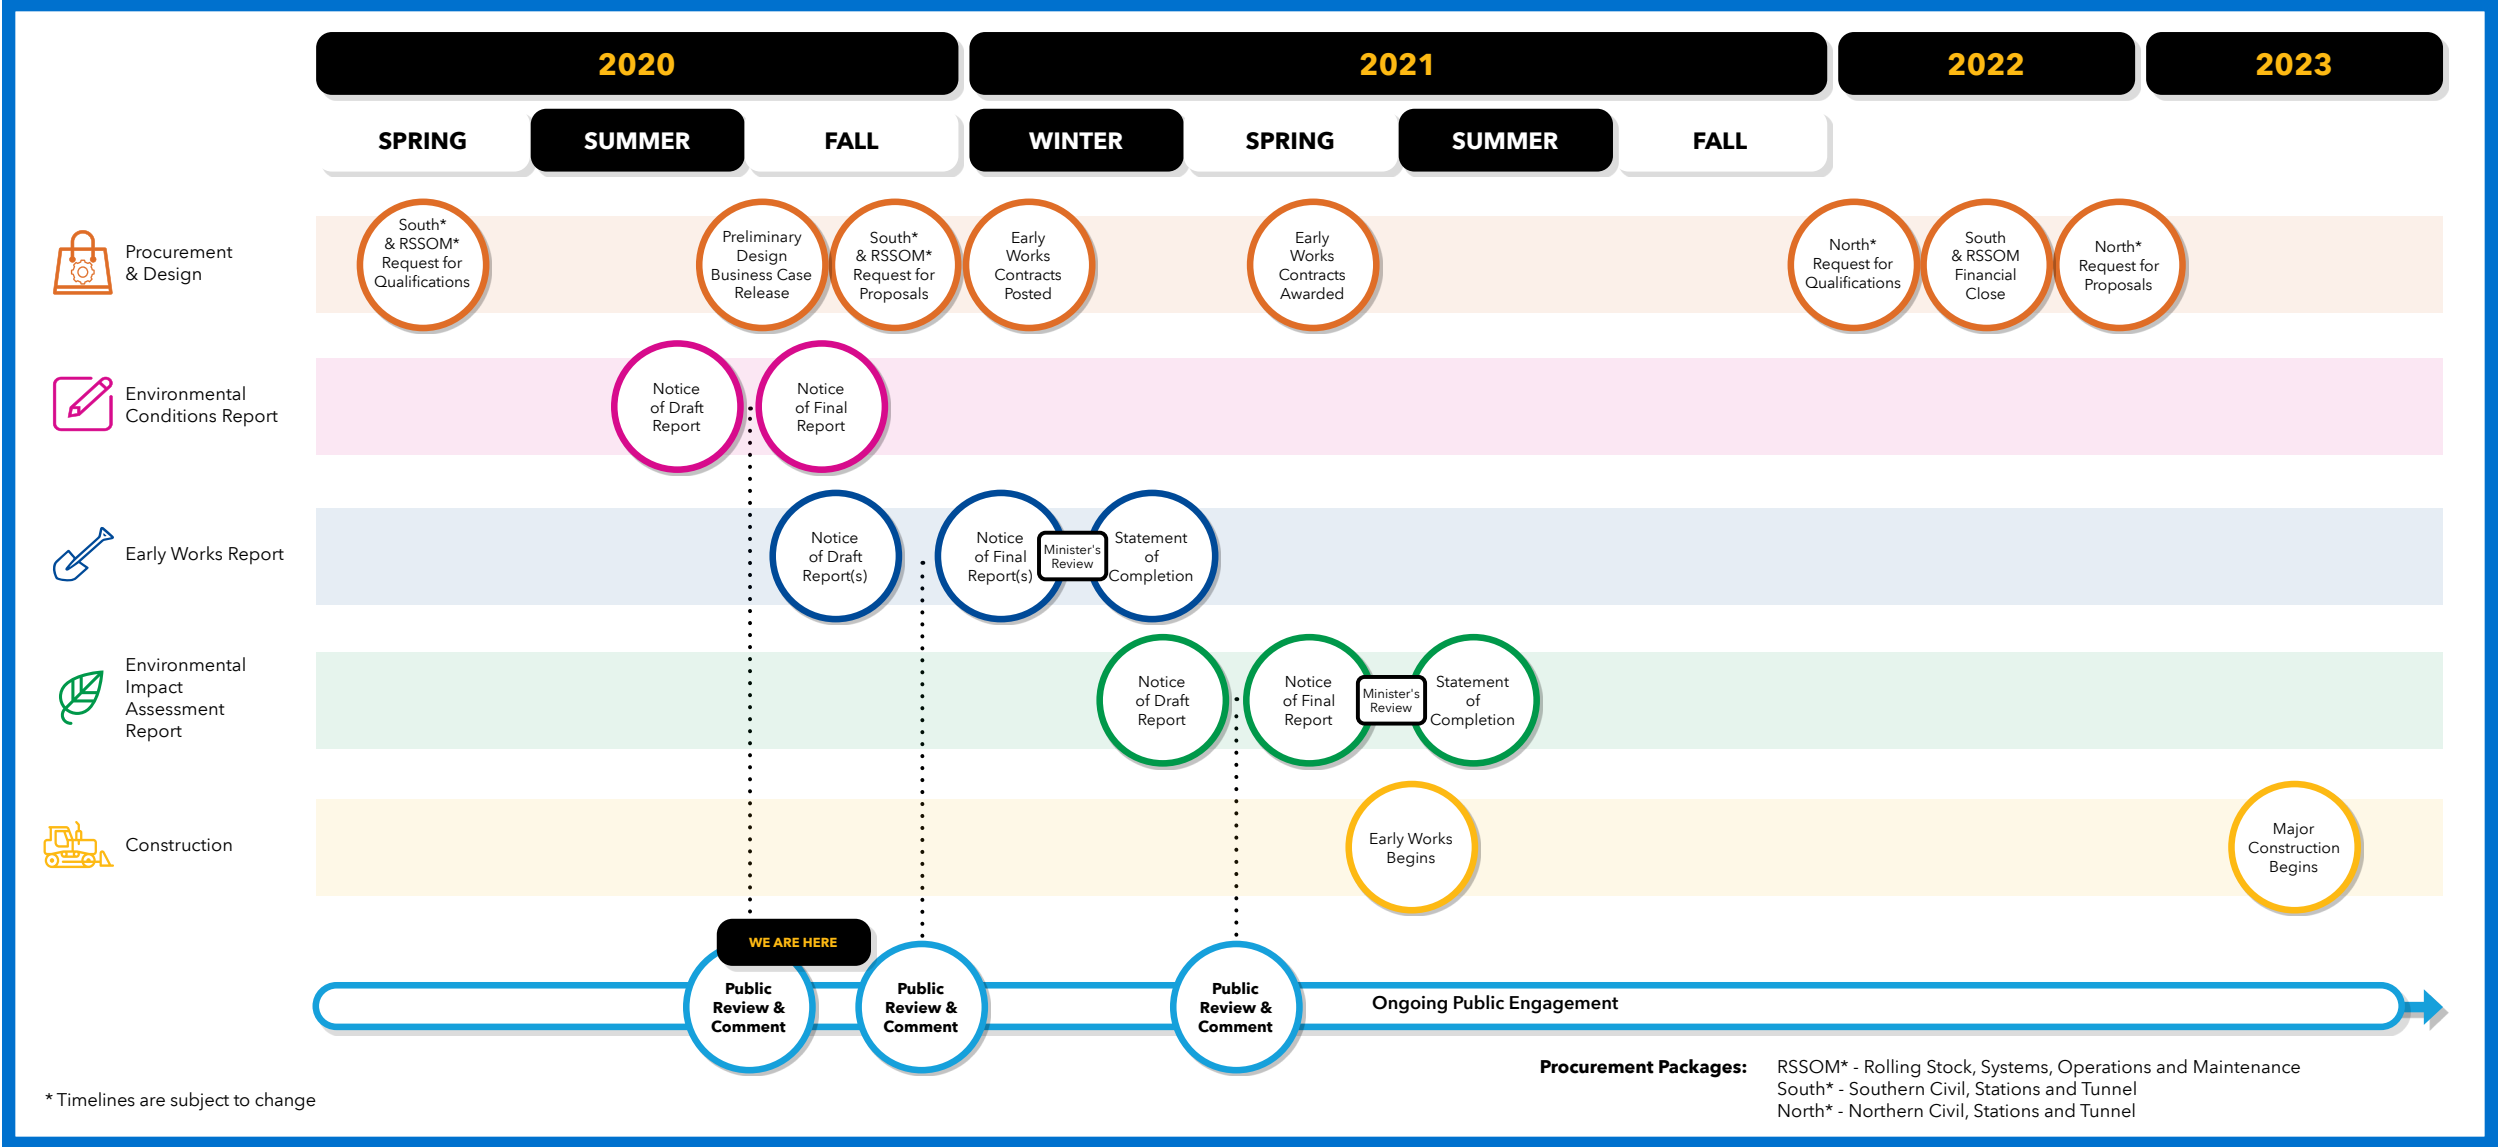 2020
2021
2022
2023
SPRING
SUMMER
FALL
WINTER
SPRING
SUMMER
FALL
Procurement
& Design
South*
& RSSOM*
Request for
Qualifications
Preliminary
Design
Business Case
Release
South*
& RSSOM*
Request for
Proposals
Early
Works
Contracts
Posted
Early
Works
Contracts
Awarded
North*
Request for
Qualifications
South
& RSSOM
Financial
Close
North*
Request for
Proposals
Environmental
Conditions Report
Notice
of Draft
Report
Notice
of Final
Report
Early Works Report
Notice
of Draft
Report(s)
Notice
of Final
Report(s)
Minister's
Review
Statement
of
Completion
Environmental
Impact
Assessment
Report
Notice
of Draft
Report
Notice
of Final
Report
Minister's
Review
Statement
of
Completion
Construction
Early Works
Begins
Major
Construction
Begins
WE ARE HERE
Public
Review &
Comment
Public
Review &
Comment
Public
Review &
Comment
Ongoing Public Engagement
Procurement Packages:
RSSOM* - Rolling Stock, Systems, Operations and Maintenance
South* - Southern Civil, Stations and Tunnel
North* - Northern Civil, Stations and Tunnel
* Timelines are subject to change